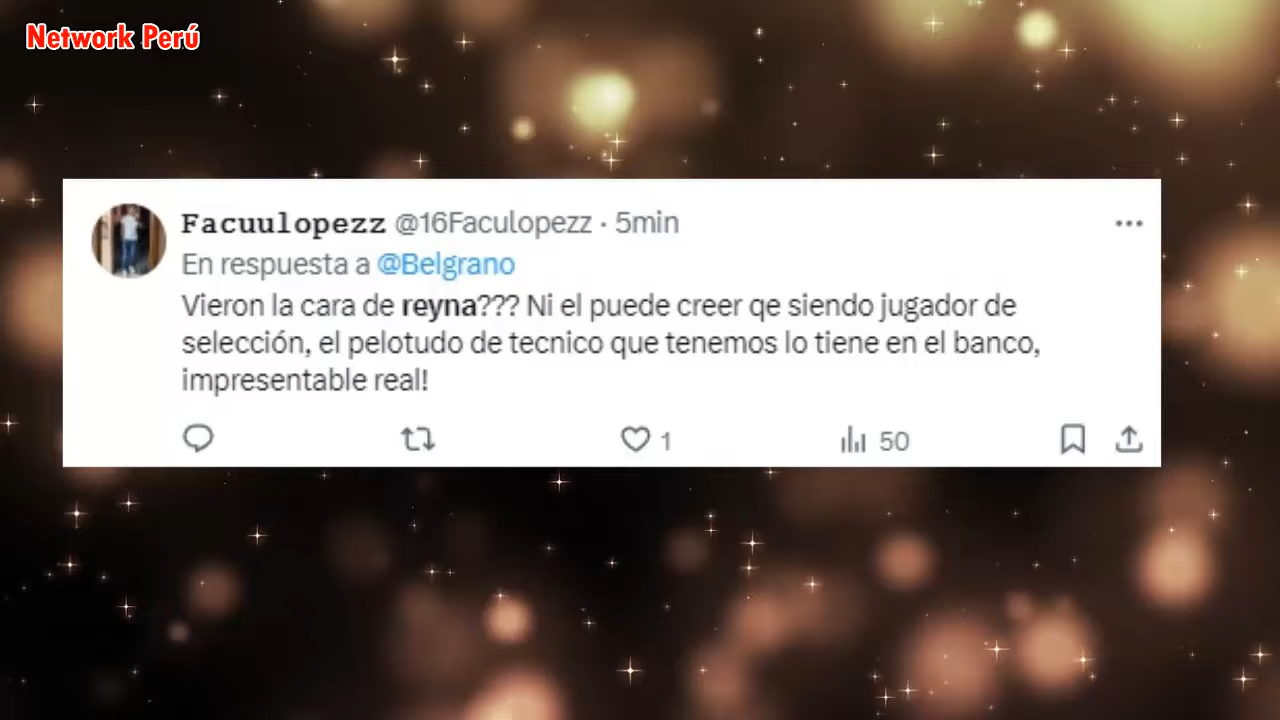 Network Perú
Facuulopezz @16Faculopezz · 5min
En respuesta a @Belgrano
Vieron la cara de reyna??? Ni el puede creer qe siendo jugador de
selección, el pelotudo de tecnico que tenemos lo tiene en el banco,
impresentable real!
1
50